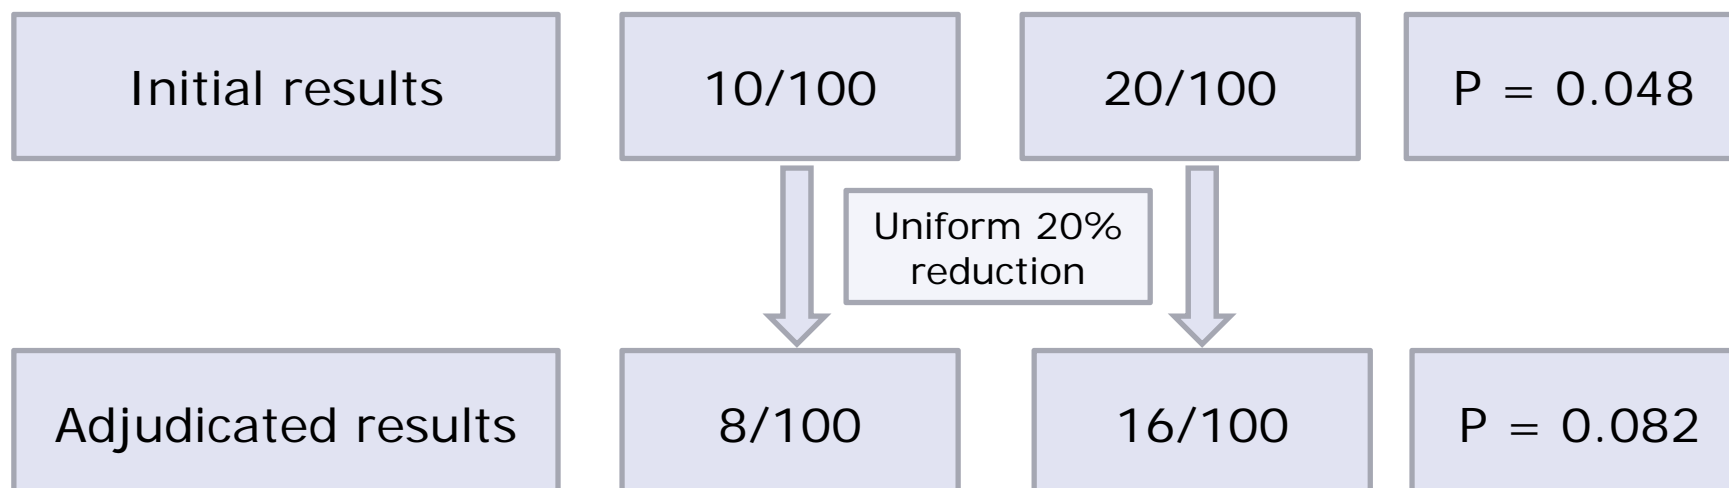 Initial results
10/100
20/100
P = 0.048
Uniform 20%
reduction
Adjudicated results
8/100
16/100
P = 0.082